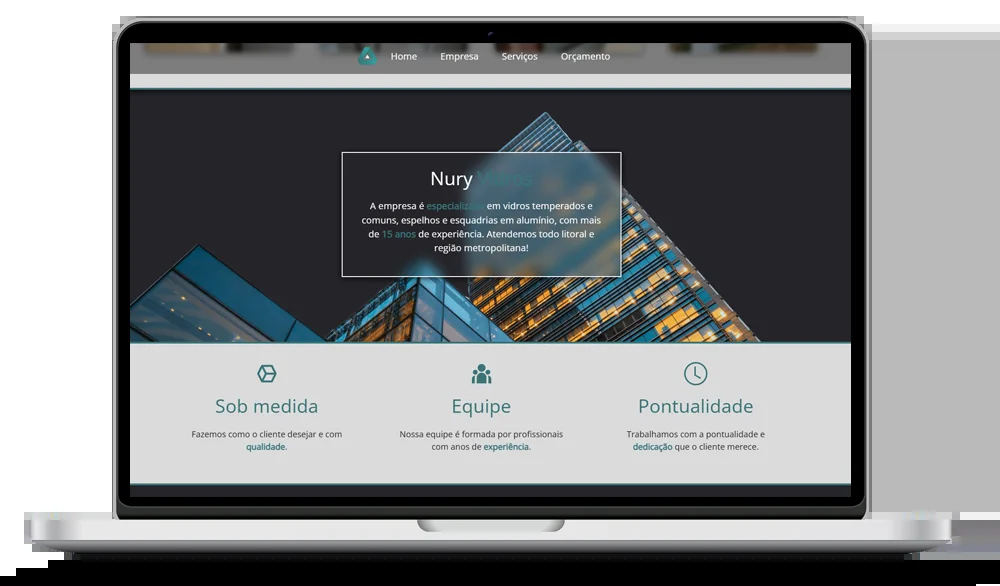 Home Empresa Serviços Orçamento
Nury Vidros
A empresa é especializada em vidros temperados e
comuns, espelhos e esquadrias em alumínio, com mais
de 15 anos de experiência. Atendemos todo litoral e
região metropolitana!
Sob medida
Fazemos como o cliente desejar e com
qualidade.
Equipe
Nossa equipe é formada por profissionais
com anos de experiência.
Pontualidade
Trabalhamos com a pontualidade e
dedicação que o cliente merece.